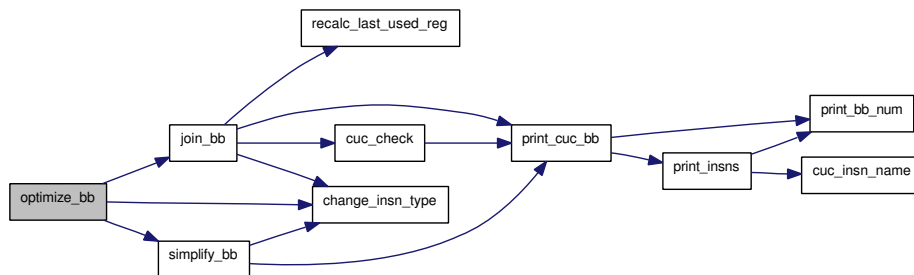 recalc_last_used_reg
print_bb_num
join_bb
cuc_check
print_cuc_bb
print_insns
cuc_insn_name
optimize_bb
change_insn_type
simplify_bb